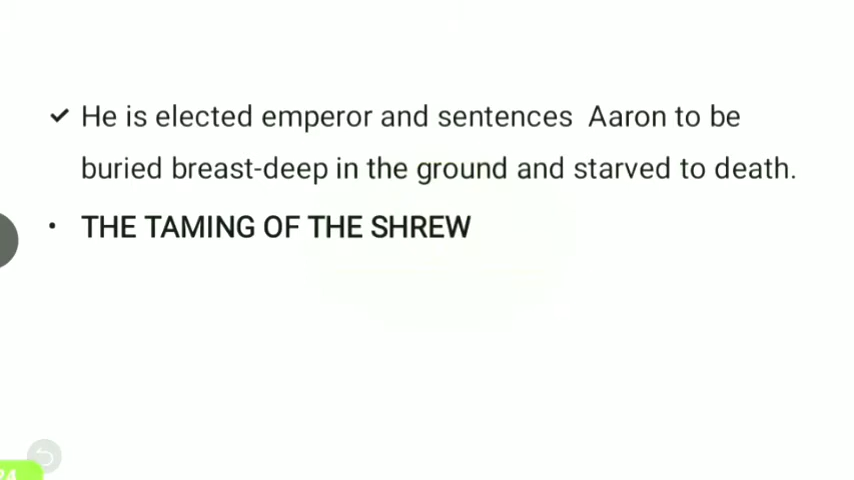 ✓ He is elected emperor and sentences Aaron to be
buried breast-deep in the ground and starved to death.
• THE TAMING OF THE SHREW
24